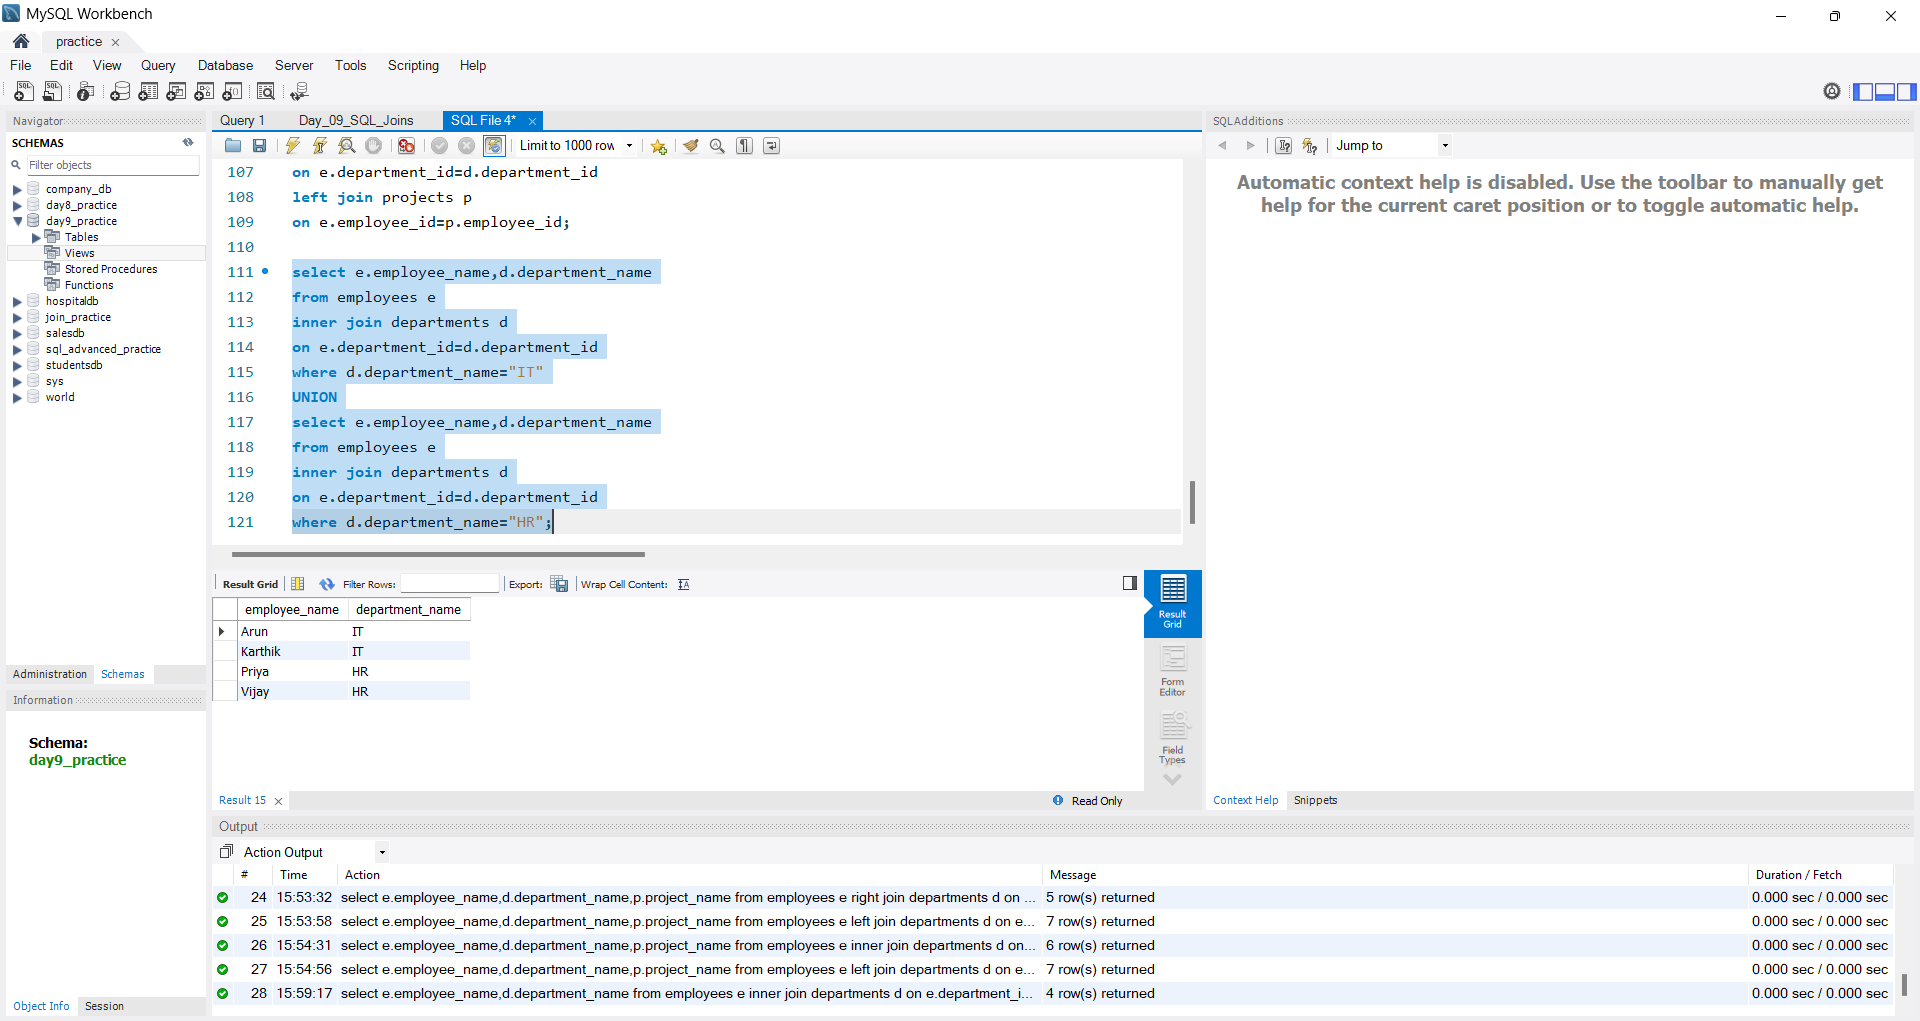 MySQL Workbench
practice
File Edit View Query Database Server Tools Scripting Help
Navigator
SCHEMAS
Filter objects
company_db
day8_practice
day9_practice
Tables
Views
Stored Procedures
Functions
hospitaldb
join_practice
salesdb
sql_advanced_practice
studentsdb
sys
world
Administration Schemas
Information
Schema:
day9_practice
Object Info Session
Query 1 Day_09_SQL_Joins SQL File 4*
Limit to 1000 row
107 on e.department_id=d.department_id
108 left join projects p
109 on e.employee_id=p.employee_id;
110
111 select e.employee_name,d.department_name
112 from employees e
113 inner join departments d
114 on e.department_id=d.department_id
115 where d.department_name="IT"
116 UNION
117 select e.employee_name,d.department_name
118 from employees e
119 inner join departments d
120 on e.department_id=d.department_id
121 where d.department_name="HR";
Result Grid Filter Rows: Export: Wrap Cell Content:
employee_name department_name
Arun IT
Karthik IT
Priya HR
Vijay HR
Result Grid
Form Editor
Field Types
Result 15 Read Only
SQLAdditions
Jump to
Automatic context help is disabled. Use the toolbar to manually get
help for the current caret position or to toggle automatic help.
Context Help Snippets
Output
Action Output
# Time Action Message Duration / Fetch
24 15:53:32 select e.employee_name,d.department_name,p.project_name from employees e right join departments d on ... 5 row(s) returned 0.000 sec / 0.000 sec
25 15:53:58 select e.employee_name,d.department_name,p.project_name from employees e left join departments d on e... 7 row(s) returned 0.000 sec / 0.000 sec
26 15:54:31 select e.employee_name,d.department_name,p.project_name from employees e inner join departments d on... 6 row(s) returned 0.000 sec / 0.000 sec
27 15:54:56 select e.employee_name,d.department_name,p.project_name from employees e left join departments d on e... 7 row(s) returned 0.000 sec / 0.000 sec
28 15:59:17 select e.employee_name,d.department_name from employees e inner join departments d on e.department_i... 4 row(s) returned 0.000 sec / 0.000 sec